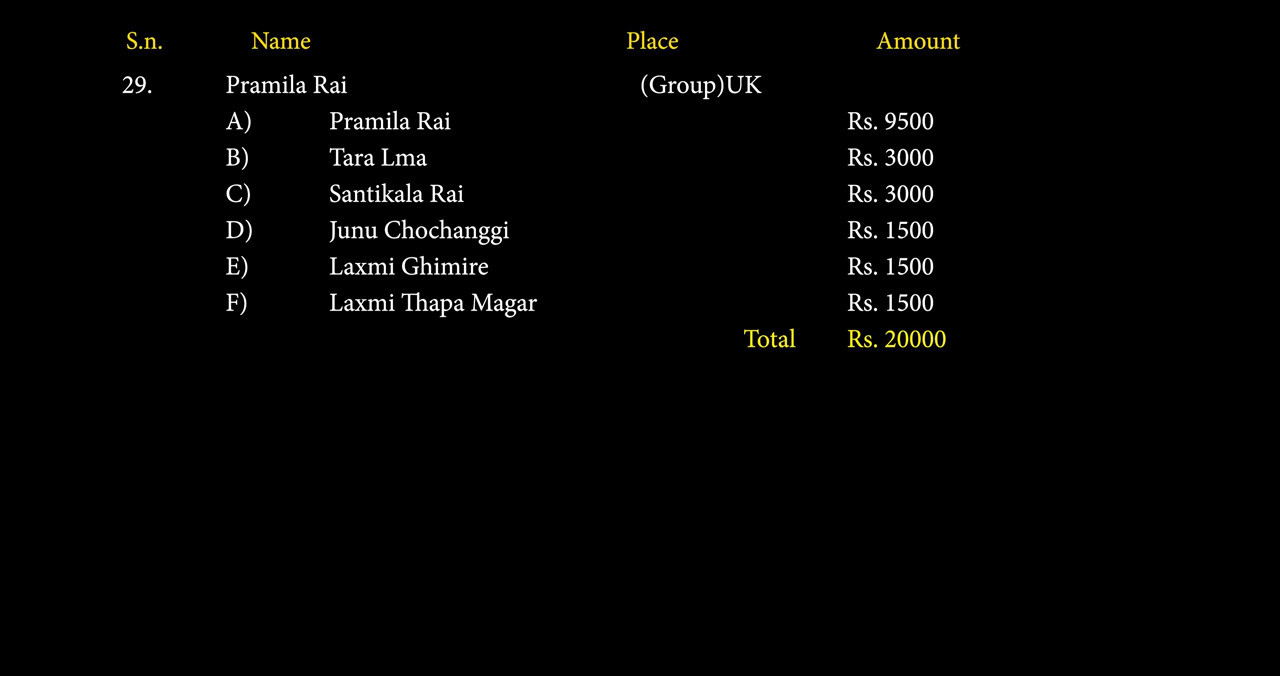 S.n. Name Place Amount
29. Pramila Rai (Group)UK
A) Pramila Rai Rs. 9500
B) Tara Lma Rs. 3000
C) Santikala Rai Rs. 3000
D) Junu Chochanggi Rs. 1500
E) Laxmi Ghimire Rs. 1500
F) Laxmi Thapa Magar Rs. 1500
Total Rs. 20000